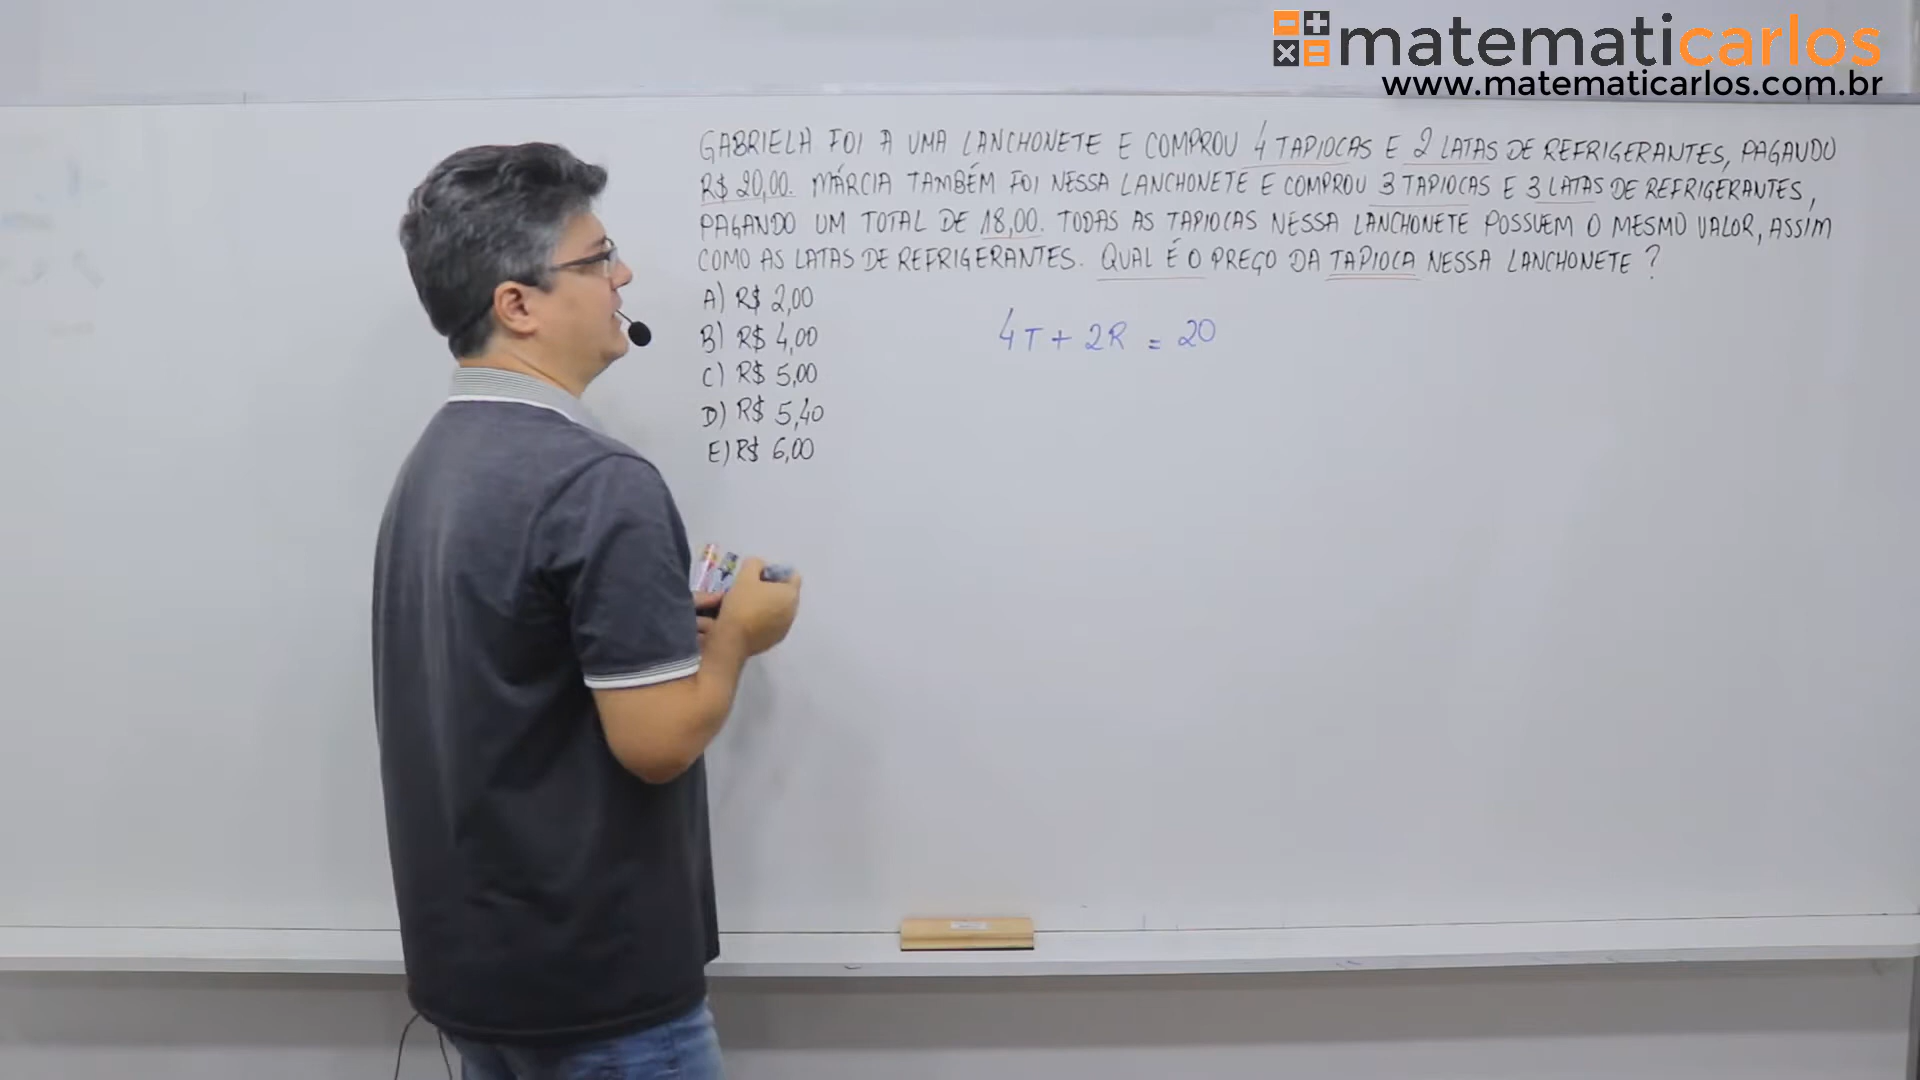 matematicarlos
www.matematicarlos.com.br
GABRIELA FOI A UMA LANCHONETE E COMPROU 4 TAPIOCAS E 2 LATAS DE REFRIGERANTES, PAGANDO
R$ 20,00. MÁRCIA TAMBÉM FOI NESSA LANCHONETE E COMPROU 3 TAPIOCAS E 3 LATAS DE REFRIGERANTES,
PAGANDO UM TOTAL DE 18,00. TODAS AS TAPIOCAS NESSA LANCHONETE POSSUEM O MESMO VALOR, ASSIM
COMO AS LATAS DE REFRIGERANTES. QUAL É O PREÇO DA TAPIOCA NESSA LANCHONETE ?
A) R$ 2,00
B) R$ 4,00
C) R$ 5,00
D) R$ 5,40
E) R$ 6,00
4T + 2R = 20